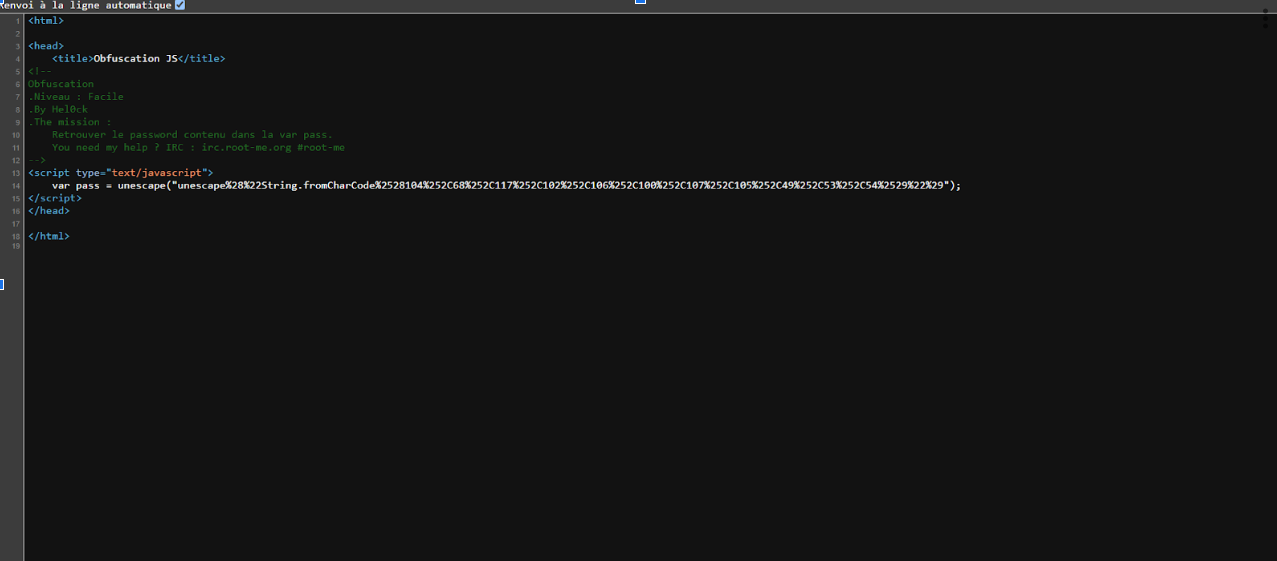 Renvoi à la ligne automatique
1 <html>
2
3 <head>
4 <title>Obfuscation JS</title>
5 <!--
6 Obfuscation
7 .Niveau : Facile
8 .By Hel0ck
9 .The mission :
10 Retrouver le password contenu dans la var pass.
11 You need my help ? IRC : irc.root-me.org #root-me
12 -->
13 <script type="text/javascript">
14 var pass = unescape("unescape%28%22String.fromCharCode%2528104%252C68%252C117%252C102%252C106%252C100%252C107%252C105%252C49%252C53%252C54%2529%22%29");
15 </script>
16 </head>
17
18 </html>
19